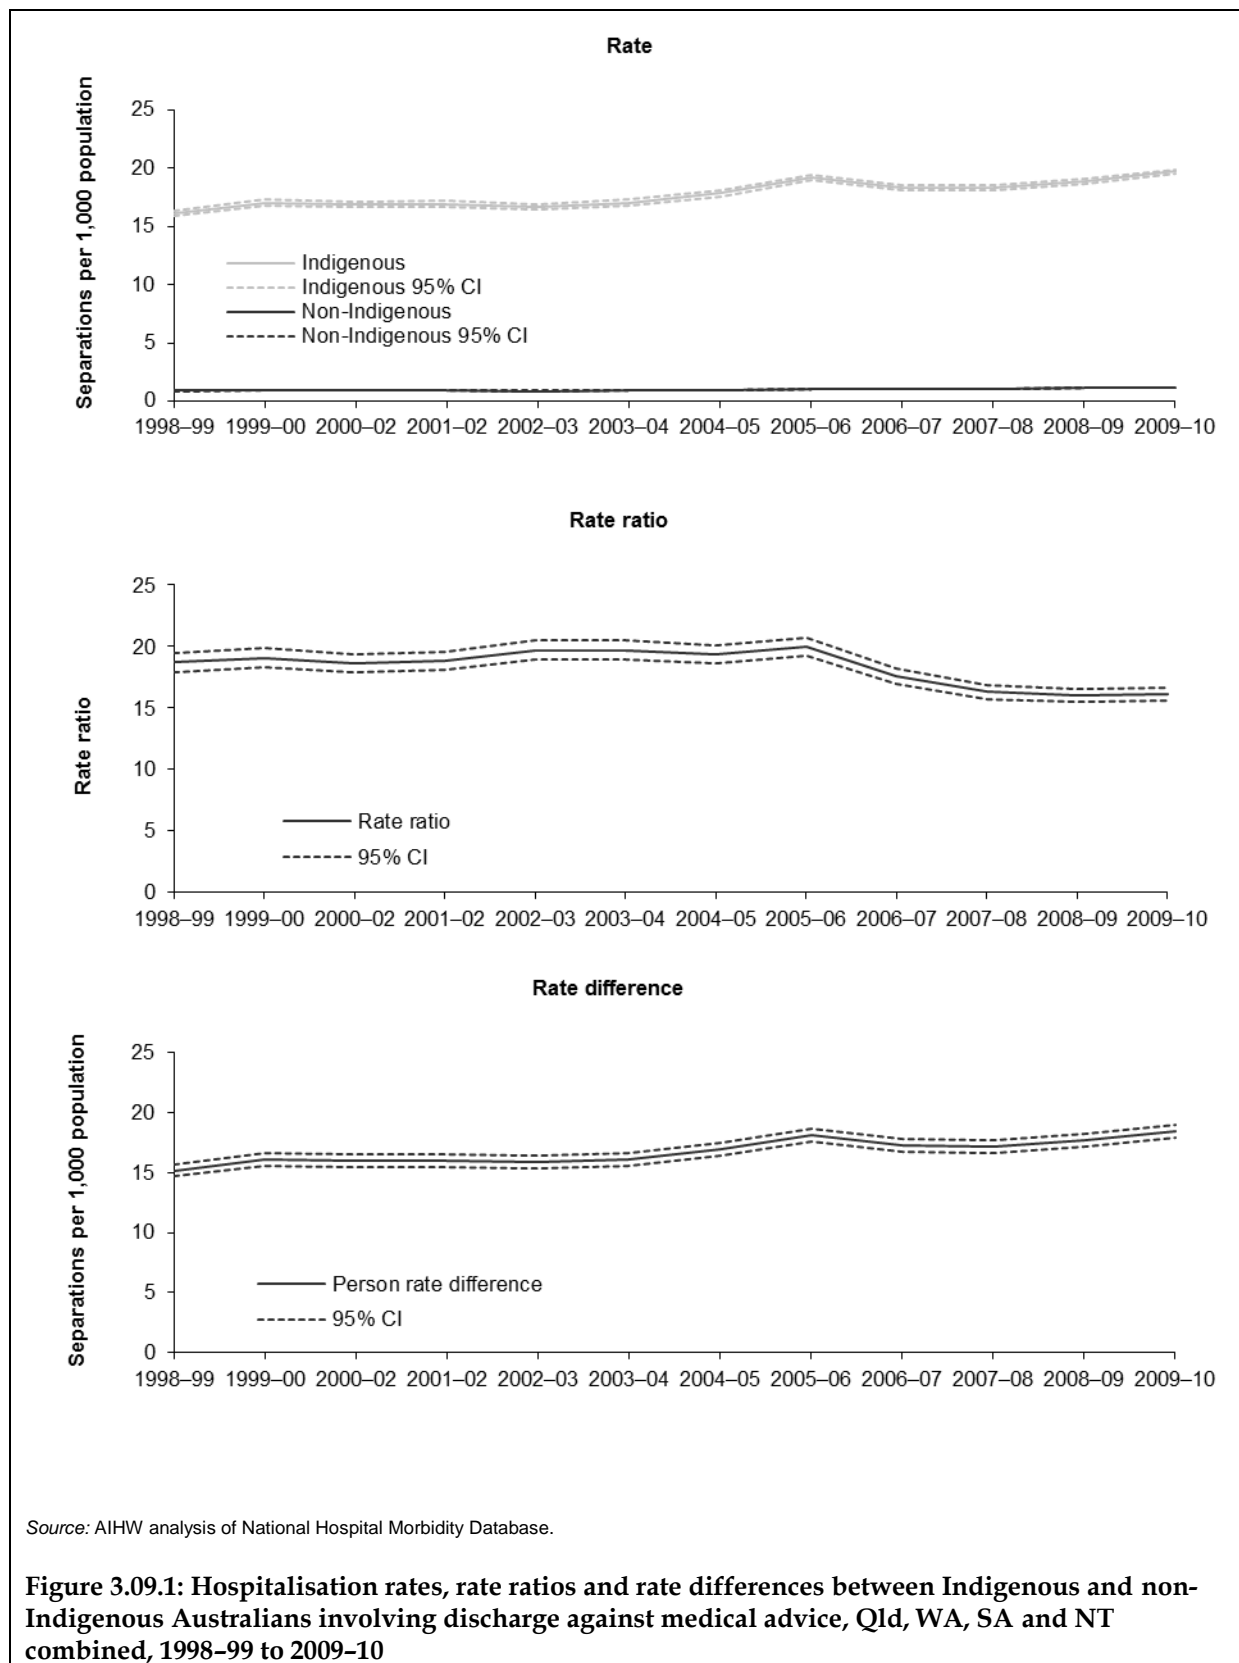 Rate
Separations per 1,000 population
25
20
15
10
5
0
Indigenous
Indigenous 95% CI
Non-Indigenous
Non-Indigenous 95% CI
1998–99 1999–00 2000–02 2001–02 2002–03 2003–04 2004–05 2005–06 2006–07 2007–08 2008–09 2009–10
Rate ratio
Rate ratio
25
20
15
10
5
0
Rate ratio
95% CI
1998–99 1999–00 2000–02 2001–02 2002–03 2003–04 2004–05 2005–06 2006–07 2007–08 2008–09 2009–10
Rate difference
Separations per 1,000 population
25
20
15
10
5
0
Person rate difference
95% CI
1998–99 1999–00 2000–02 2001–02 2002–03 2003–04 2004–05 2005–06 2006–07 2007–08 2008–09 2009–10
Source: AIHW analysis of National Hospital Morbidity Database.
Figure 3.09.1: Hospitalisation rates, rate ratios and rate differences between Indigenous and non-
Indigenous Australians involving discharge against medical advice, Qld, WA, SA and NT
combined, 1998–99 to 2009–10